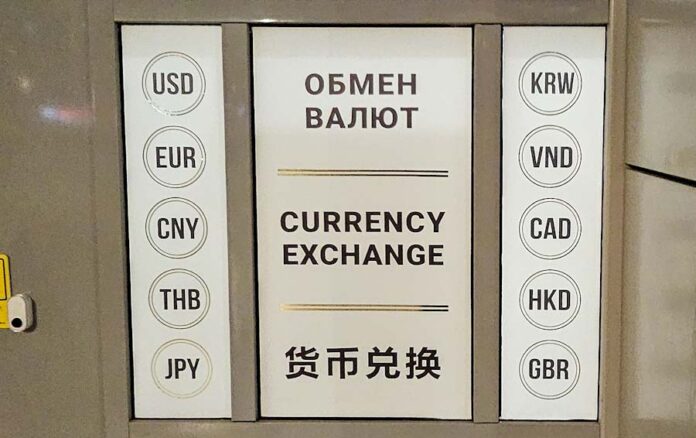 USD
EUR
CNY
THB
JPY
ОБМЕН
ВАЛЮТ
CURRENCY
EXCHANGE
货币兑换
KRW
VND
CAD
HKD
GBR